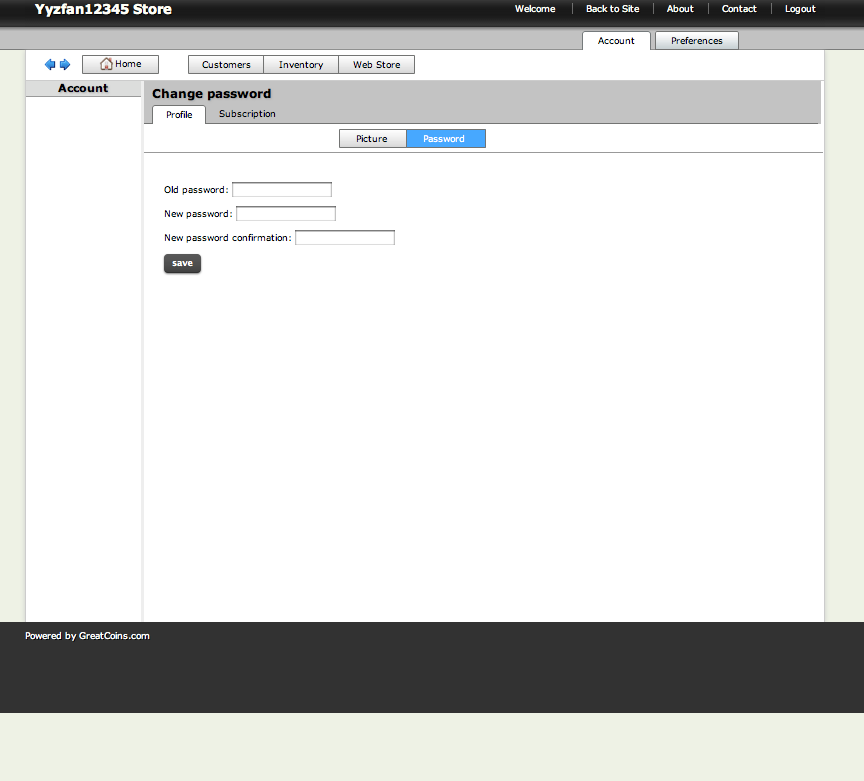 Yyzfan12345 Store Welcome Back to Site About Contact Logout
Account Preferences
Home Customers Inventory Web Store
Account
Change password
Profile Subscription
Picture Password
Old password:
New password:
New password confirmation:
save
Powered by GreatCoins.com